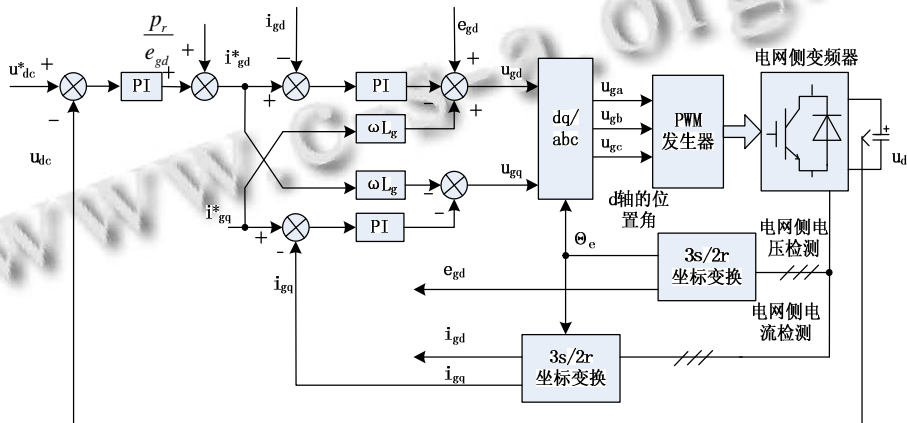 p_r
e_gd
i_gd
e_gd
u*_dc
+
-
PI
+
+
i*_gd
+
-
PI
-
+
+
u_gd
ωL_g
u_dc
ωL_g
-
-
u_gq
i*_gq
+
-
PI
i_gq
dq/
abc
u_ga
u_gb
u_gc
PWM
发生器
电网侧变频器
+
u_d
d轴的位
置角
Θ_e
3s/2r
坐标变换
电网侧电
压检测
e_gd
电网侧电
流检测
i_gd
i_gq
3s/2r
坐标变换
www.c-s-a.org.c